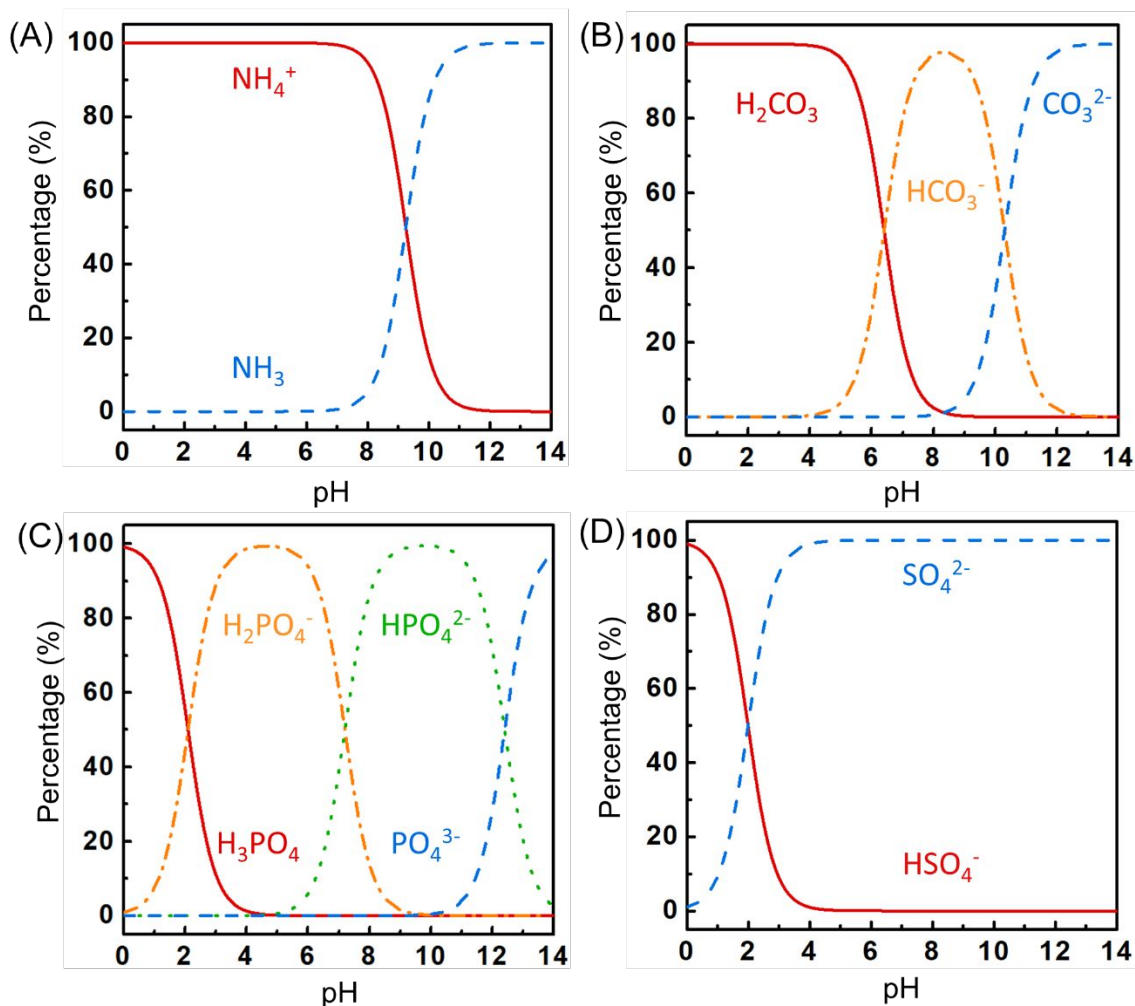 (A)
100
80
60
40
20
0
Percentage (%)
NH₄⁺
NH₃
0 2 4 6 8 10 12 14
pH
(B)
100
80
60
40
20
0
Percentage (%)
H₂CO₃
CO₃²⁻
HCO₃⁻
0 2 4 6 8 10 12 14
pH
(C)
100
80
60
40
20
0
Percentage (%)
H₂PO₄⁻
HPO₄²⁻
H₃PO₄
PO₄³⁻
0 2 4 6 8 10 12 14
pH
(D)
100
80
60
40
20
0
Percentage (%)
SO₄²⁻
HSO₄⁻
0 2 4 6 8 10 12 14
pH